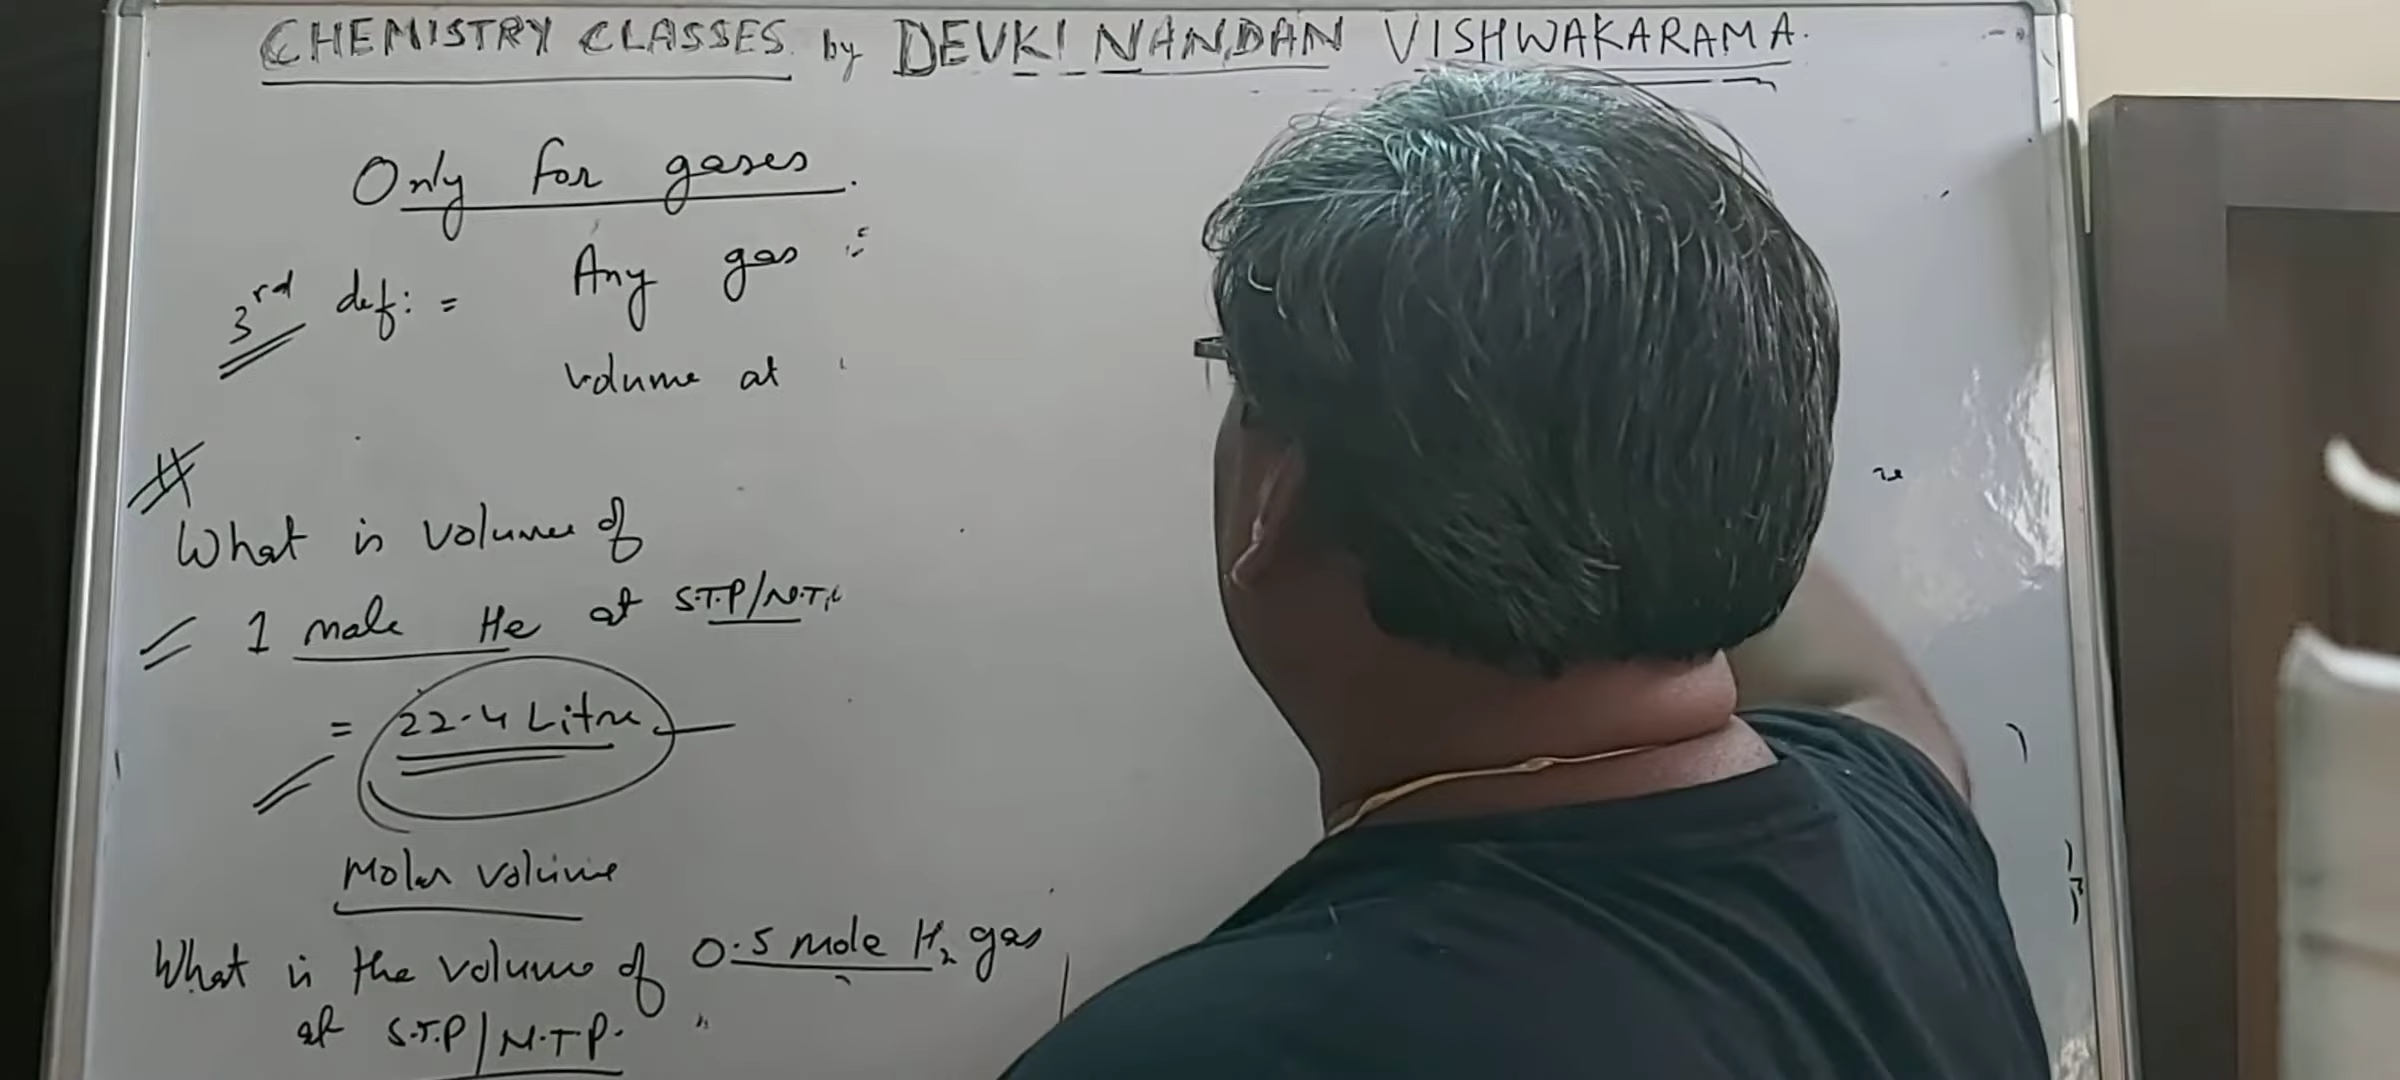 CHEMISTRY CLASSES by DEVKI NANDAN VISHWAKARAMA.
Only for gases.
3rd def: = Any gas
volume at
#
What is volume of
1 mole He at S.T.P/N.T.
= 22.4 Litre
Molar volume
What is the volume of 0.5 mole H2 gas
at S.T.P/N.T.P.